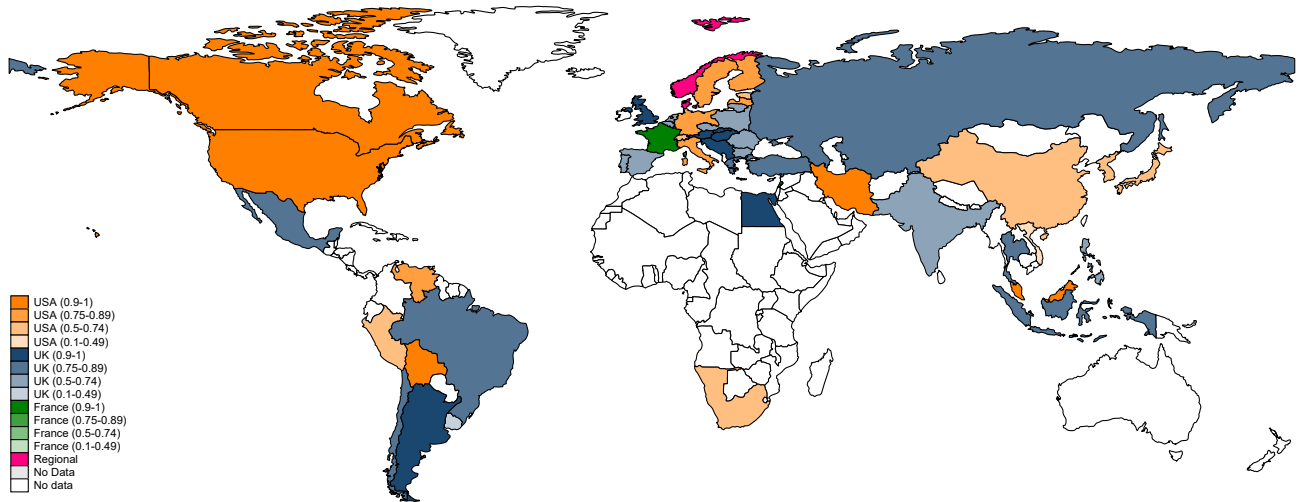 USA (0.9-1)
USA (0.75-0.89)
USA (0.5-0.74)
USA (0.1-0.49)
UK (0.9-1)
UK (0.75-0.89)
UK (0.5-0.74)
UK (0.1-0.49)
France (0.9-1)
France (0.75-0.89)
France (0.5-0.74)
France (0.1-0.49)
Regional
No Data
No data